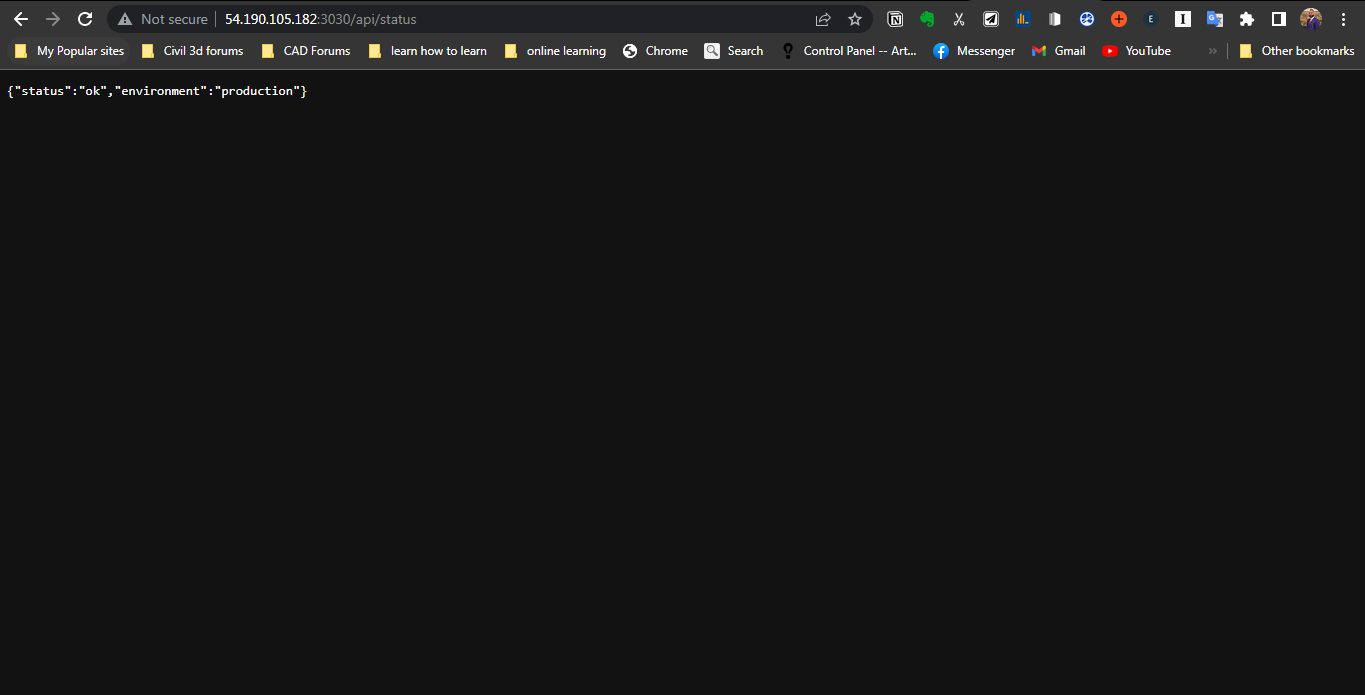 Not secure 54.190.105.182:3030/api/status E I
My Popular sites Civil 3d forums CAD Forums learn how to learn online learning Chrome Search Control Panel -- Art... Messenger Gmail YouTube » Other bookmarks
{"status":"ok","environment":"production"}